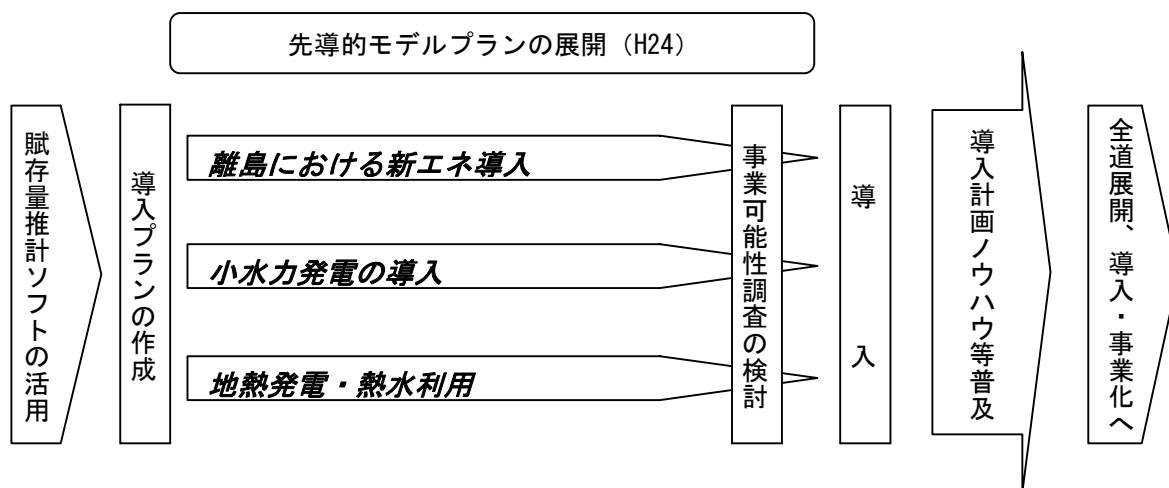 先導的モデルプランの展開（H24）
賦存量推計ソフトの活用
導入プランの作成
離島における新エネ導入
小水力発電の導入
地熱発電・熱水利用
事業可能性調査の検討
導入
導入計画ノウハウ等普及
全道展開、導入・事業化へ